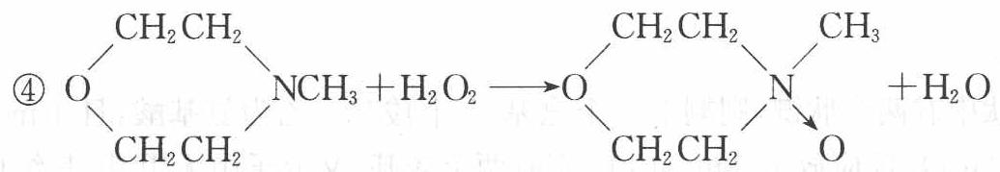 CH₂CH₂ CH₂CH₂ CH₃
④ O NCH₃+H₂O₂ ⟶ O N +H₂O
CH₂CH₂ CH₂CH₂ O